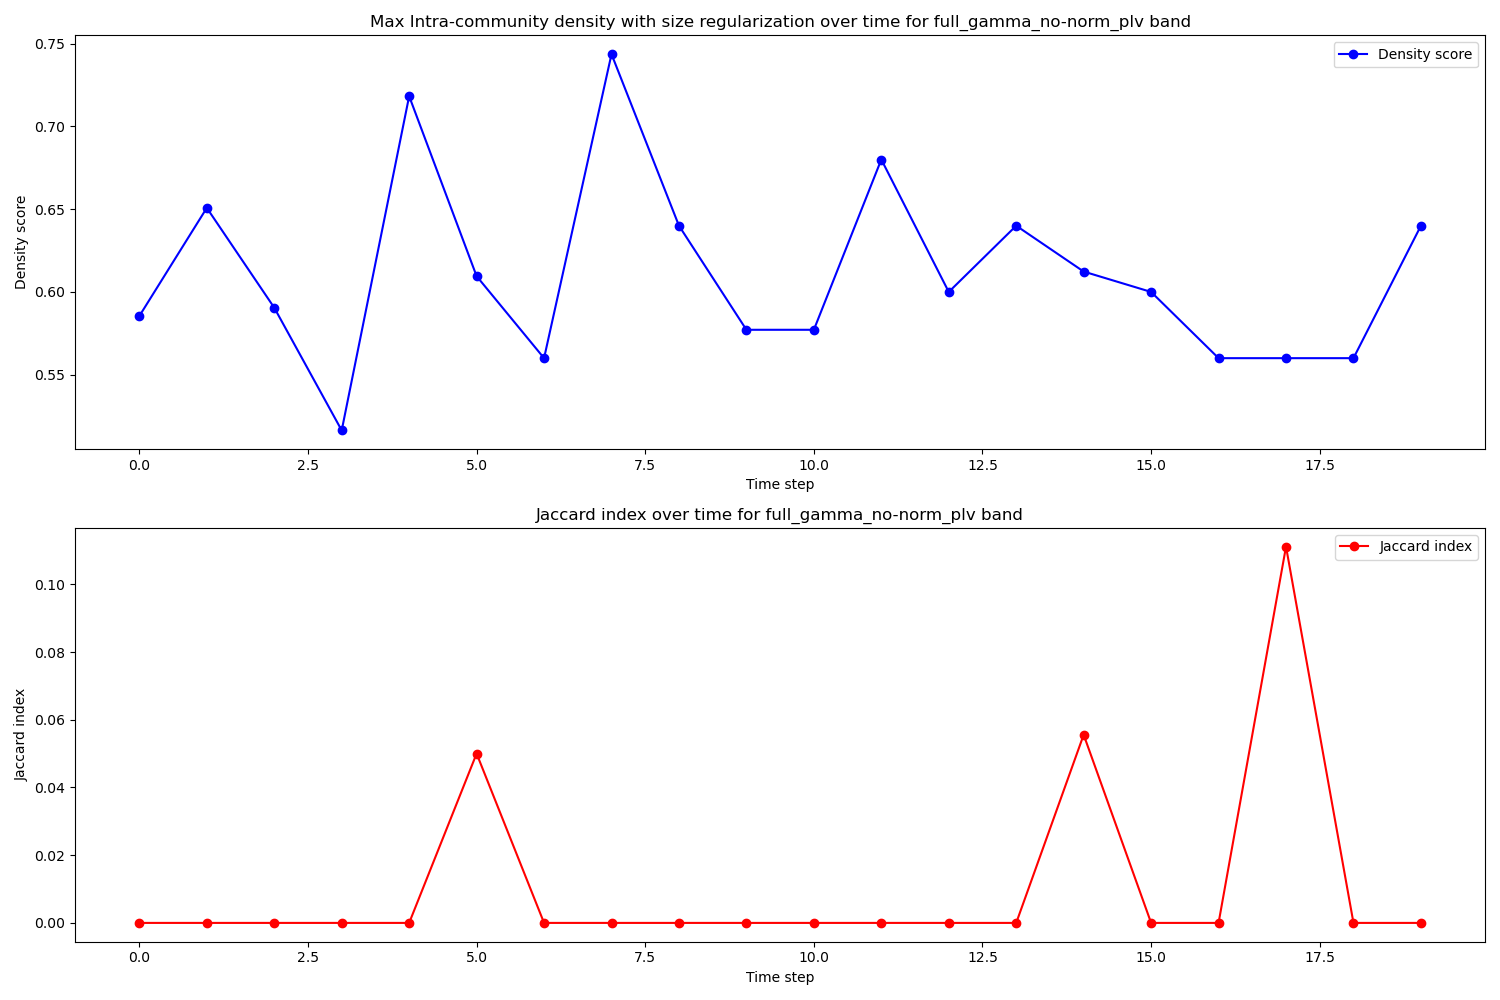 Max Intra-community density with size regularization over time for full_gamma_no-norm_plv band
Density score
0.75
0.70
0.65
0.60
0.55
Density score
0.0 2.5 5.0 7.5 10.0 12.5 15.0 17.5
Time step
Jaccard index over time for full_gamma_no-norm_plv band
Jaccard index
0.10
0.08
0.06
0.04
0.02
0.00
Jaccard index
0.0 2.5 5.0 7.5 10.0 12.5 15.0 17.5
Time step